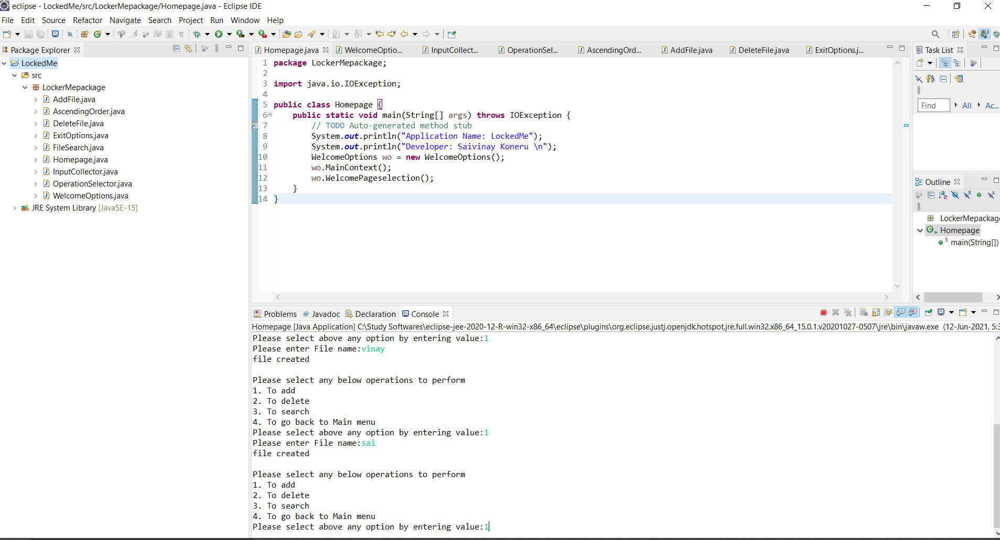 eclipse - LockedMe/src/LockerMepackage/Homepage.java - Eclipse IDE
File Edit Source Refactor Navigate Search Project Run Window Help
Package Explorer
LockedMe
src
LockerMepackage
AddFile.java
AscendingOrder.java
DeleteFile.java
ExitOptions.java
FileSearch.java
Homepage.java
InputCollector.java
OperationSelector.java
WelcomeOptions.java
JRE System Library [JavaSE-15]
Homepage.java WelcomeOptio... InputCollect... OperationSel... AscendingOrd... AddFile.java DeleteFile.java ExitOptions.j...
1 package LockerMepackage;
2
3 import java.io.IOException;
4
5 public class Homepage {
6 public static void main(String[] args) throws IOException {
7 // TODO Auto-generated method stub
8 System.out.println("Application Name: LockedMe");
9 System.out.println("Developer: Saivinay Koneru \n");
10 WelcomeOptions wo = new WelcomeOptions();
11 wo.MainContext();
12 wo.WelcomePageselection();
13 }
14 }
Task List
Find All Ac...
Outline
LockerMepackag
Homepage
main(String[])
Problems @ Javadoc Declaration Console
Homepage [Java Application] C:\Study Softwares\eclipse-jee-2020-12-R-win32-x86_64\eclipse\plugins\org.eclipse.justj.openjdk.hotspot.jre.full.win32.x86_64_15.0.1.v20201027-0507\jre\bin\javaw.exe (12-Jun-2021, 5:3
Please select above any option by entering value:1
Please enter File name:vinay
file created
Please select any below operations to perform
1. To add
2. To delete
3. To search
4. To go back to Main menu
Please select above any option by entering value:1
Please enter File name:sai
file created
Please select any below operations to perform
1. To add
2. To delete
3. To search
4. To go back to Main menu
Please select above any option by entering value:1